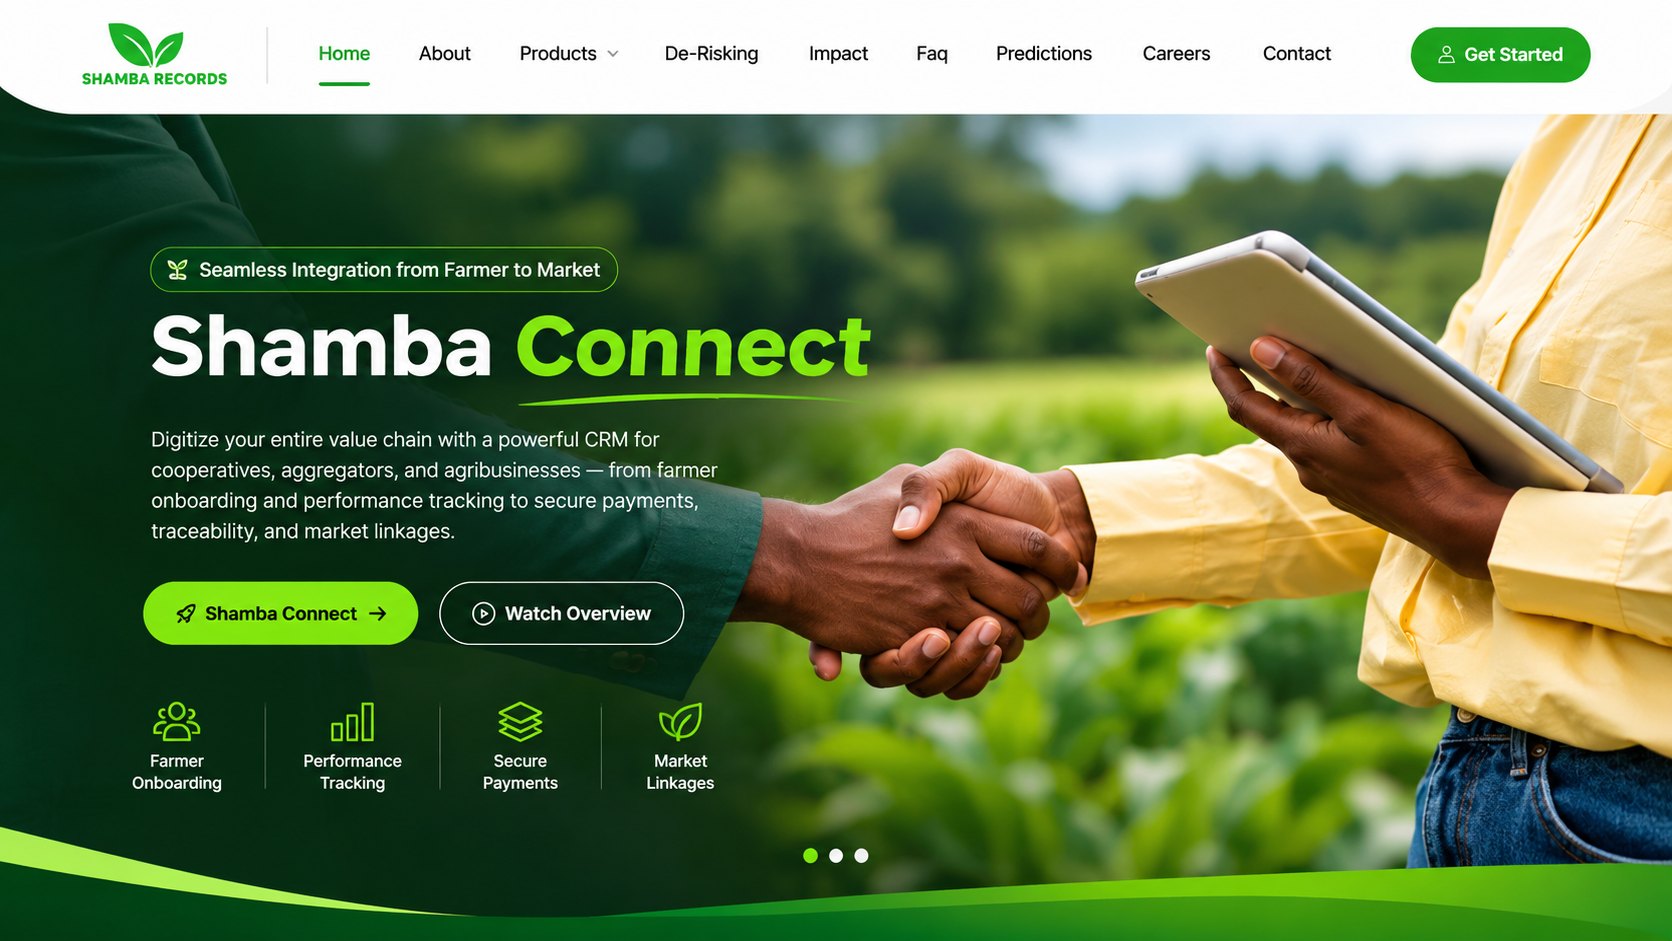 SHAMBA RECORDS
Home About Products De-Risking Impact Faq Predictions Careers Contact
Get Started
Seamless Integration from Farmer to Market
Shamba Connect
Digitize your entire value chain with a powerful CRM for
cooperatives, aggregators, and agribusinesses — from farmer
onboarding and performance tracking to secure payments,
traceability, and market linkages.
Shamba Connect
Watch Overview
Farmer
Onboarding
Performance
Tracking
Secure
Payments
Market
Linkages